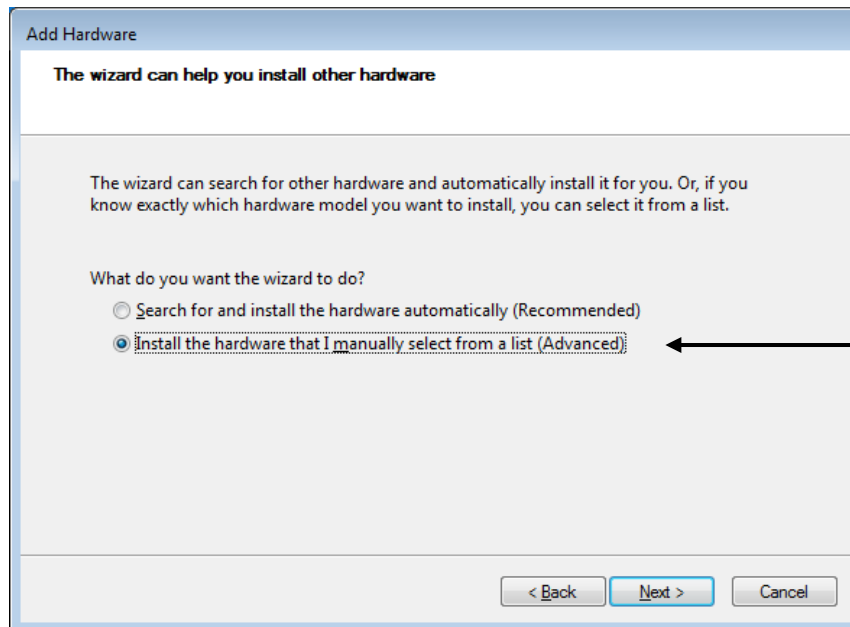 Add Hardware
The wizard can help you install other hardware
The wizard can search for other hardware and automatically install it for you. Or, if you
know exactly which hardware model you want to install, you can select it from a list.
What do you want the wizard to do?
Search for and install the hardware automatically (Recommended)
Install the hardware that I manually select from a list (Advanced)
< Back Next > Cancel